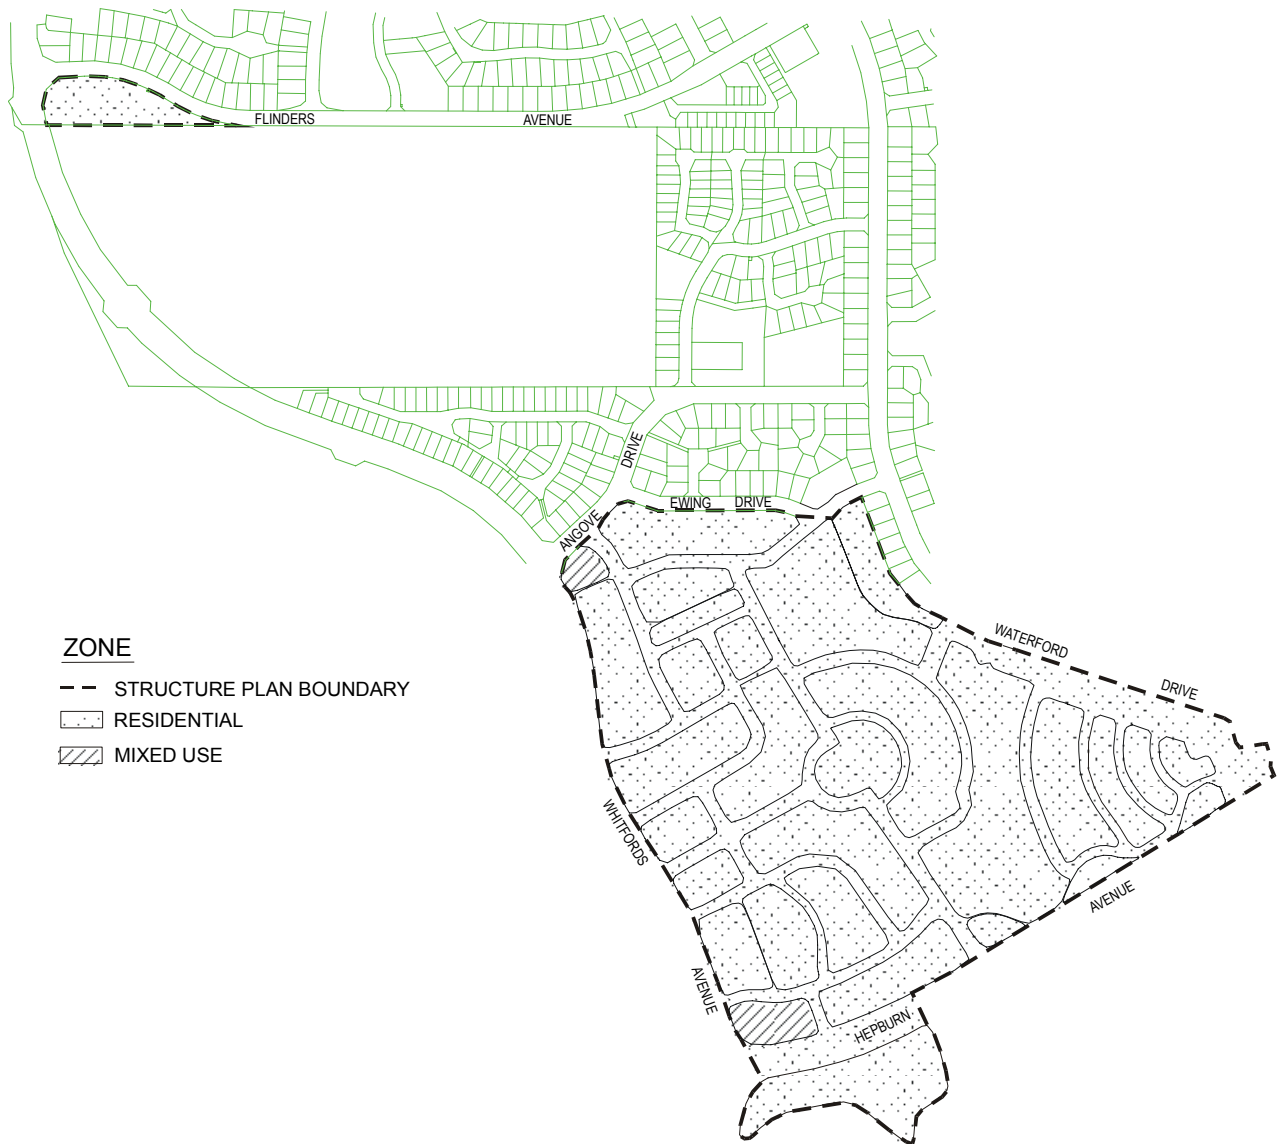 FLINDERS AVENUE
DRIVE
EWING DRIVE
ANGOVE
WATERFORD
DRIVE
ZONE
STRUCTURE PLAN BOUNDARY
RESIDENTIAL
MIXED USE
WHITFORDS
AVENUE
AVENUE
HEPBURN